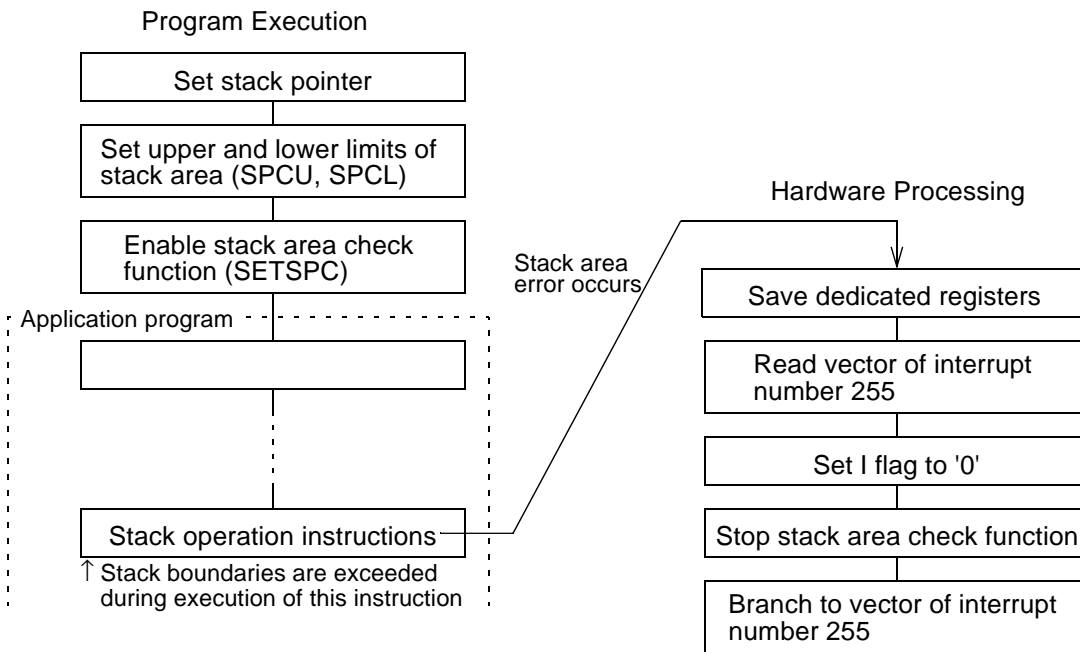 Program Execution
Set stack pointer
Set upper and lower limits of
stack area (SPCU, SPCL)
Enable stack area check
function (SETSPC)
Application program
Stack operation instructions
↑ Stack boundaries are exceeded
during execution of this instruction
Stack area
error occurs
Hardware Processing
Save dedicated registers
Read vector of interrupt
number 255
Set I flag to '0'
Stop stack area check function
Branch to vector of interrupt
number 255